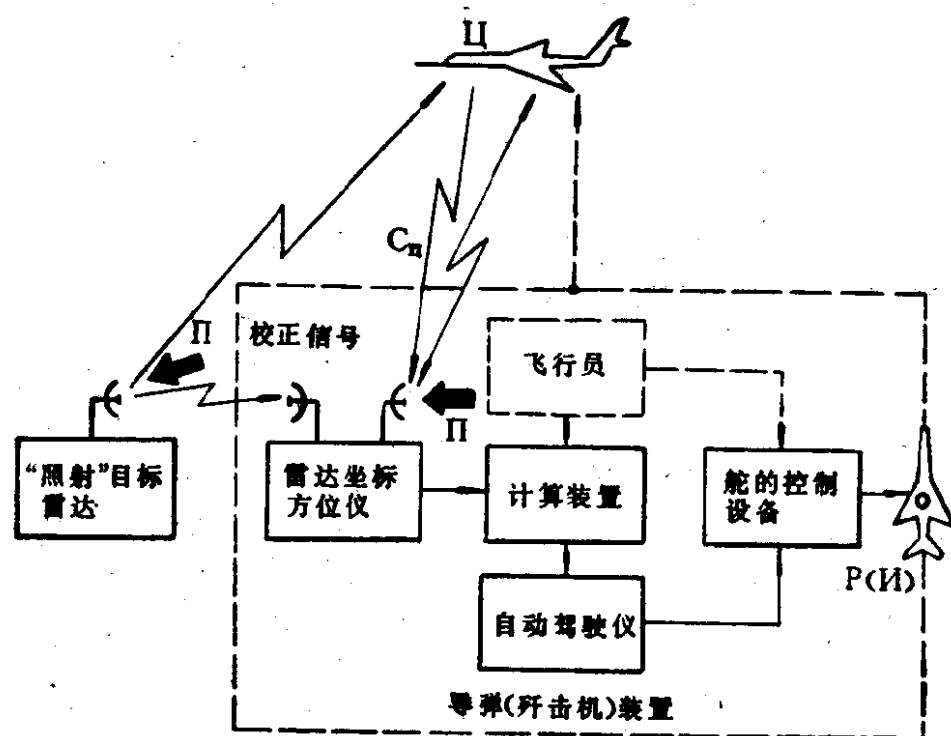 Ц
Cп
П
校正信号
飞行员
П
“照射”目标
雷达
雷达坐标
方位仪
计算装置
舵的控制
设备
P(И)
自动驾驶仪
导弹(歼击机)装置